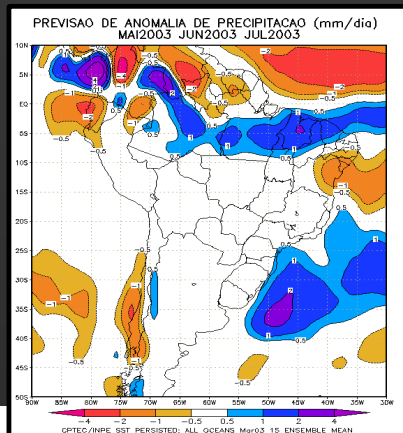 PREVISAO DE ANOMALIA DE PRECIPITACAO (mm/dia)
MAI2003 JUN2003 JUL2003
10N
5N
EQ
5S
10S
15S
20S
25S
30S
35S
40S
45S
50S
90W 85W 80W 75W 70W 65W 60W 55W 50W 45W 40W 35W 30W
-4 -2 -1 -0.5 0.5 1 2 4
CPTEC/INPE SST PERSISTED: ALL OCEANS Mar03 15 ENSEMBLE MEAN